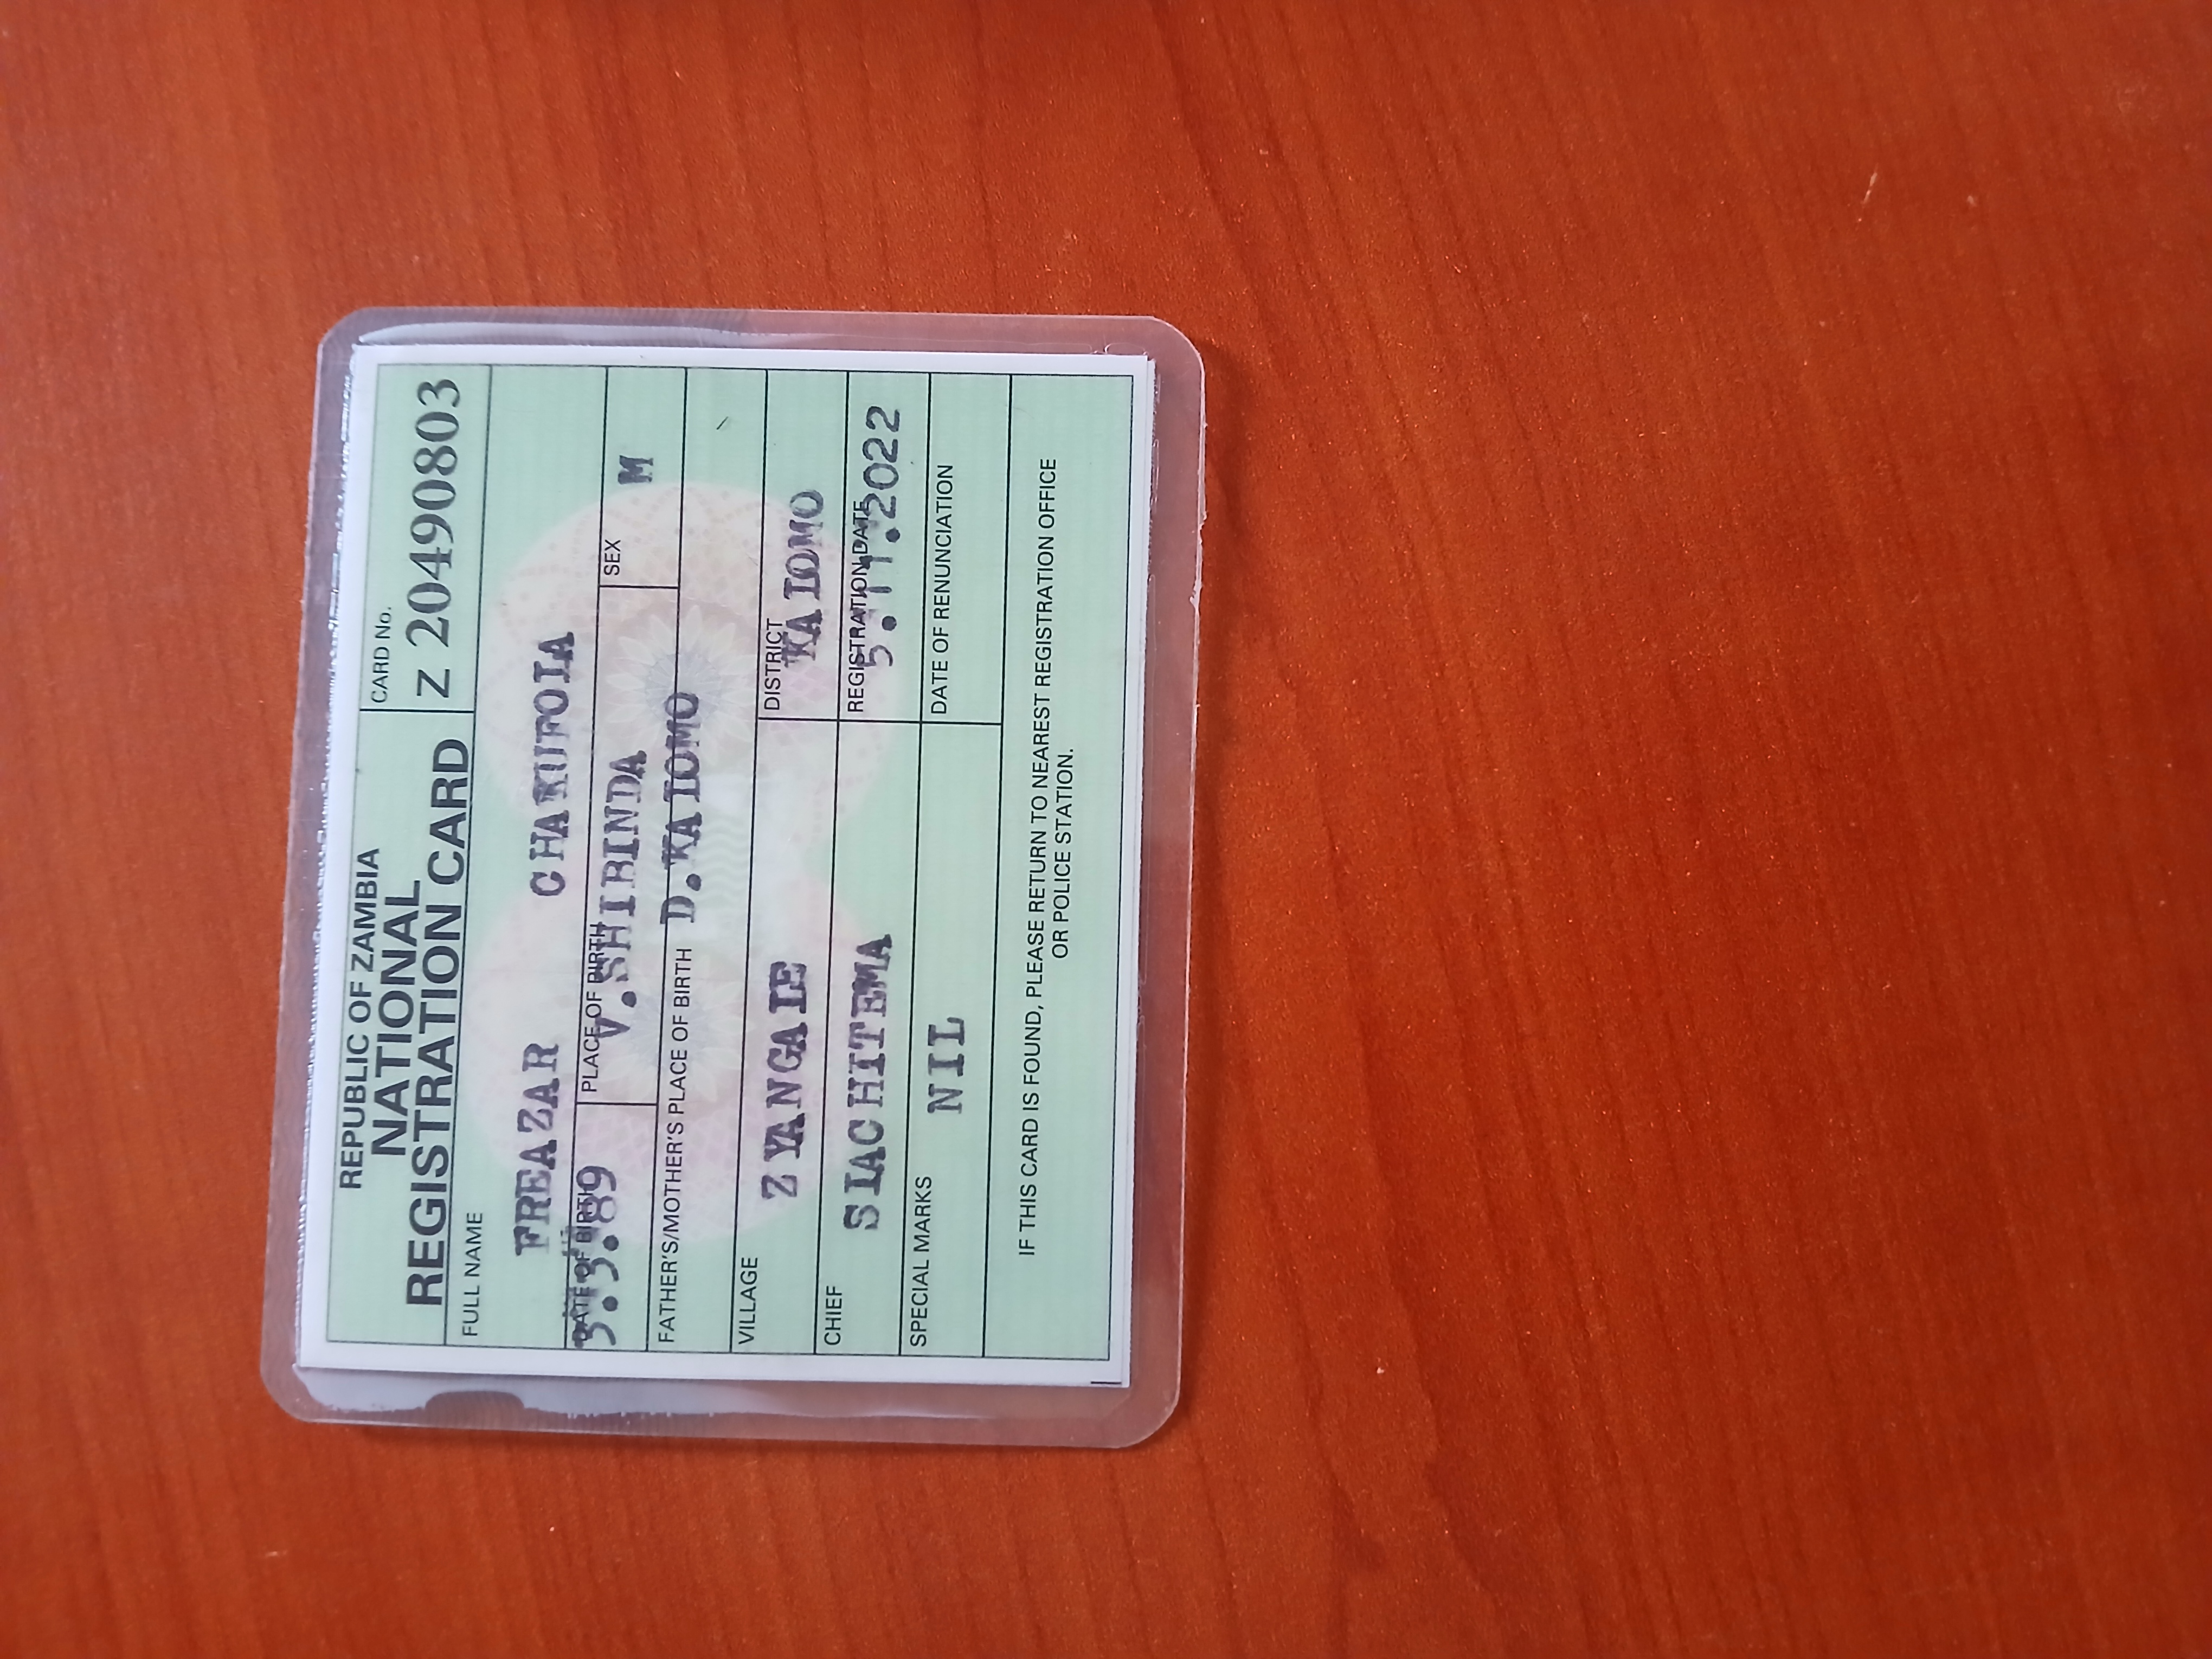 REPUBLIC OF ZAMBIA
NATIONAL
REGISTRATION CARD
CARD No.
Z 20490803
FULL NAME
FREAZAR CHAKUFOLA
DATE OF BIRTH
3.3.89
PLACE OF BIRTH
V.SHIBINDA
SEX
M
FATHER'S/MOTHER'S PLACE OF BIRTH
D.KALOMO
VILLAGE
ZYANGALE
DISTRICT
KALOMO
CHIEF
SIACHITEMA
REGISTRATION DATE
5.11.2022
SPECIAL MARKS
NIL
DATE OF RENUNCIATION
IF THIS CARD IS FOUND, PLEASE RETURN TO NEAREST REGISTRATION OFFICE
OR POLICE STATION.